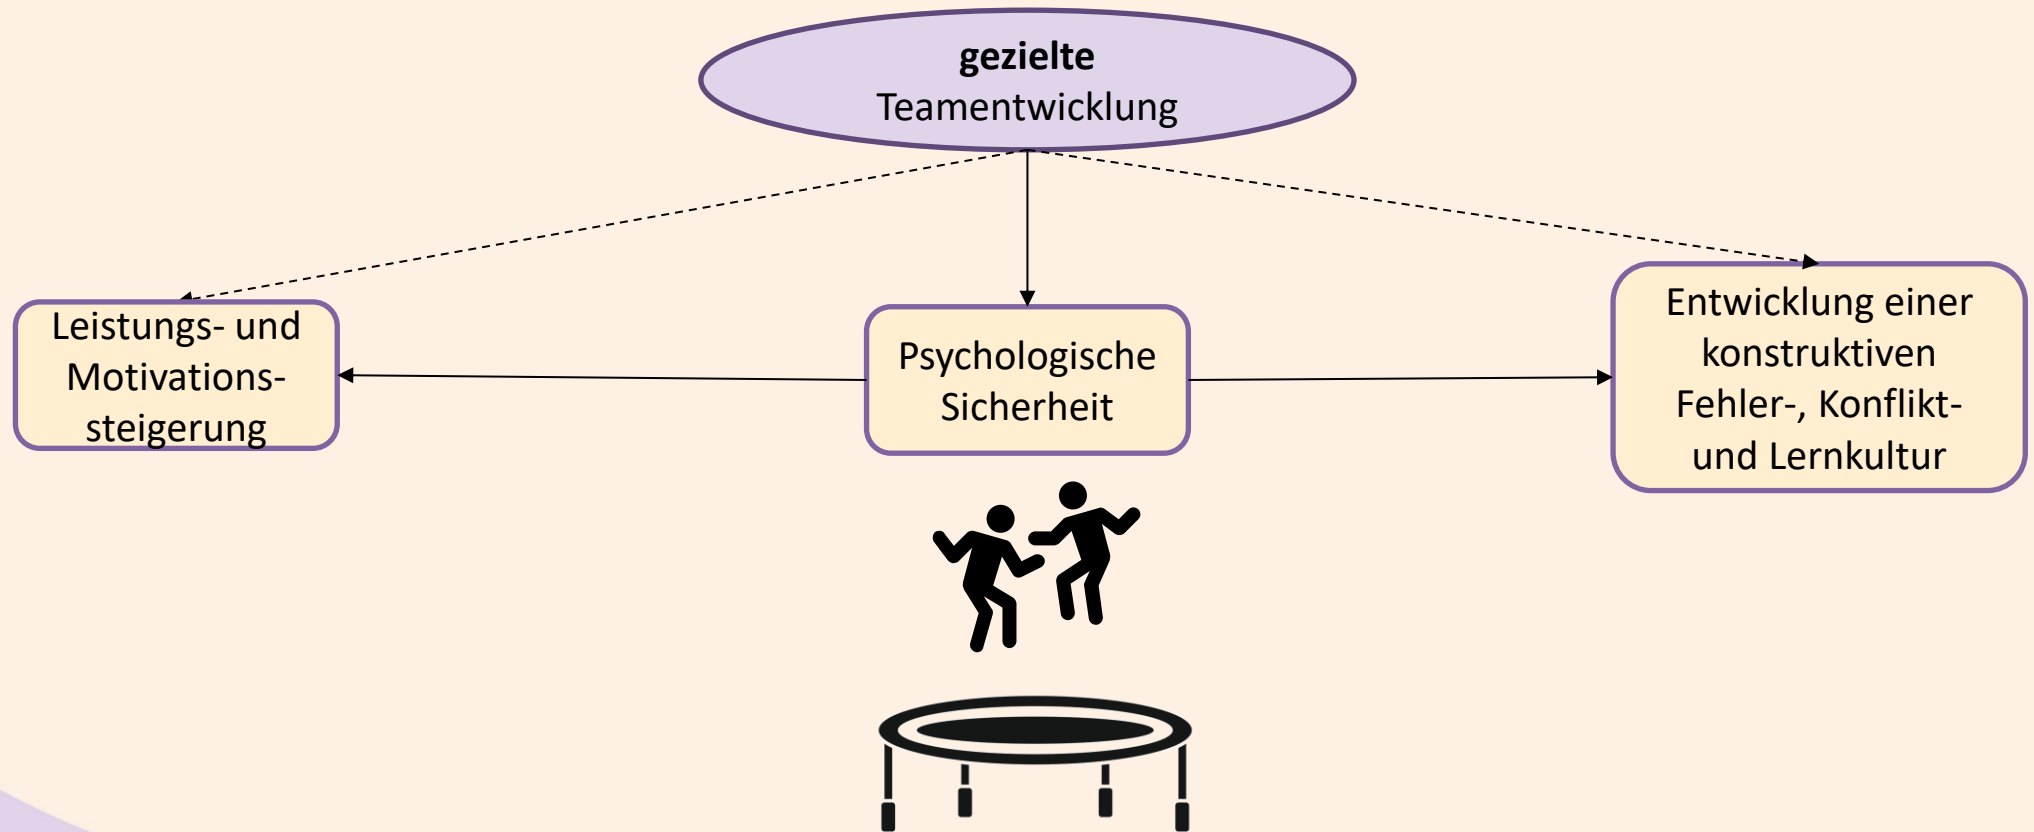 gezielte
Teamentwicklung
Leistungs- und
Motivations-
steigerung
Psychologische
Sicherheit
Entwicklung einer
konstruktiven
Fehler-, Konflikt-
und Lernkultur